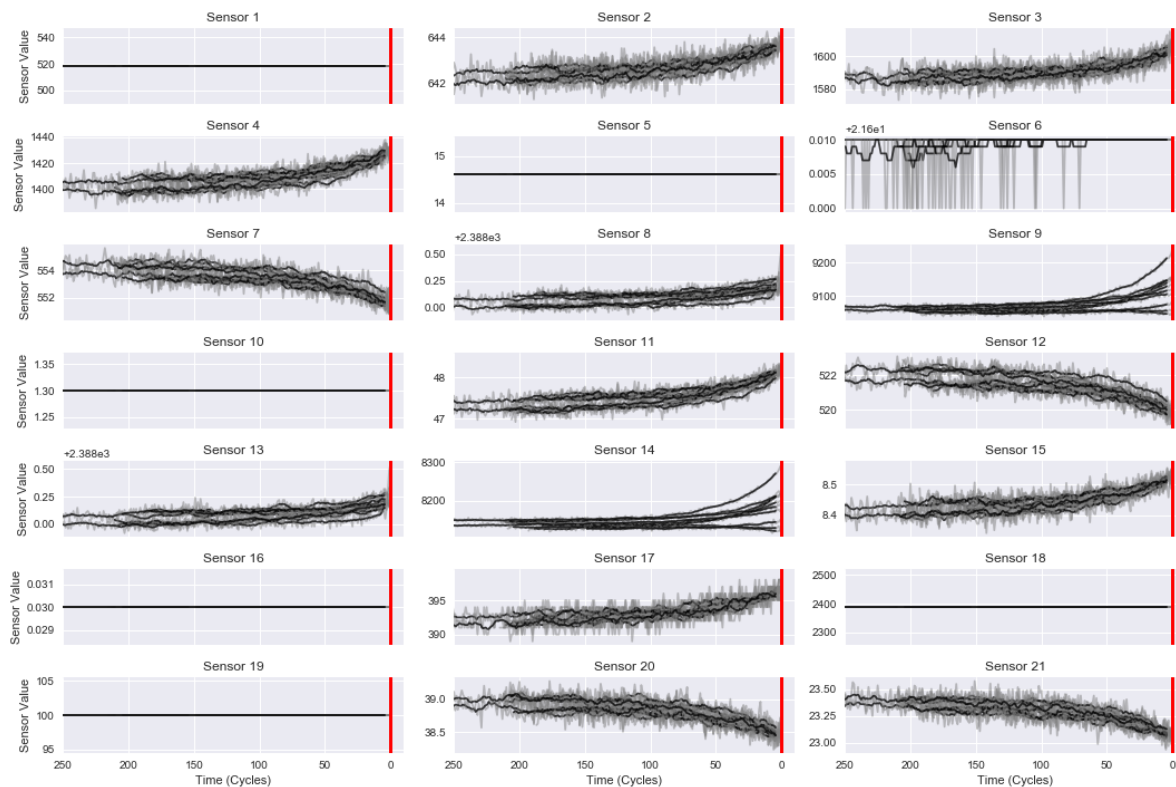 Sensor 1
Sensor 2
Sensor 3
Sensor Value
540
520
500
644
642
1600
1580
Sensor 4
Sensor 5
Sensor 6
Sensor Value
1440
1420
1400
15
14
+2.16e1
0.010
0.005
0.000
Sensor 7
Sensor 8
Sensor 9
Sensor Value
554
552
+2.388e3
0.50
0.25
0.00
9200
9100
Sensor 10
Sensor 11
Sensor 12
Sensor Value
1.35
1.30
1.25
48
47
522
520
Sensor 13
Sensor 14
Sensor 15
Sensor Value
+2.388e3
0.50
0.25
0.00
8300
8200
8.5
8.4
Sensor 16
Sensor 17
Sensor 18
Sensor Value
0.031
0.030
0.029
395
390
2500
2400
2300
Sensor 19
Sensor 20
Sensor 21
Sensor Value
105
100
95
39.0
38.5
23.50
23.25
23.00
250 200 150 100 50 0
250 200 150 100 50 0
250 200 150 100 50 0
Time (Cycles)
Time (Cycles)
Time (Cycles)